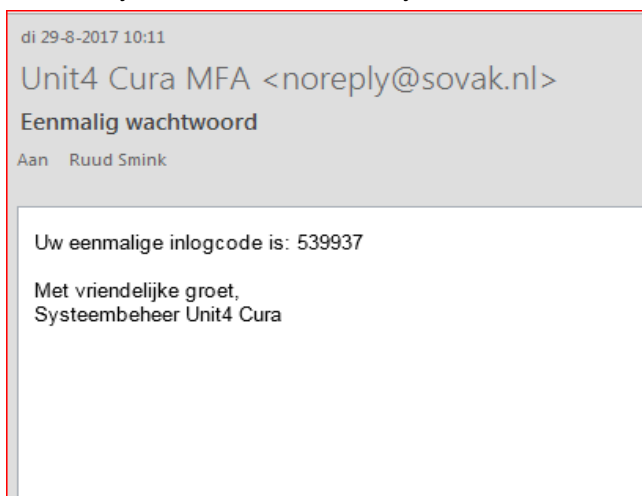 di 29-8-2017 10:11
Unit4 Cura MFA <noreply@sovak.nl>
Eenmalig wachtwoord
Aan Ruud Smink
Uw eenmalige inlogcode is: 539937
Met vriendelijke groet,
Systeembeheer Unit4 Cura